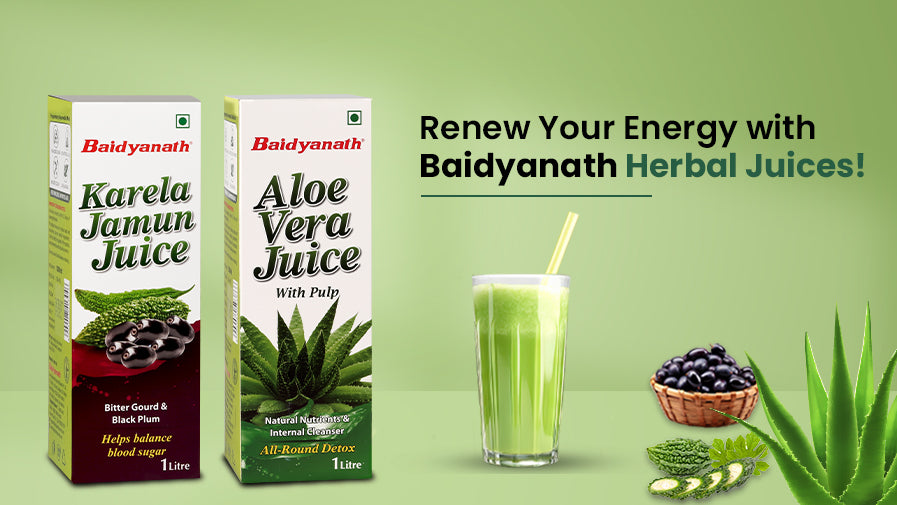 Baidyanath
Karela
Jamun
Juice
Bitter Gourd &
Black Plum
Helps balance
blood sugar
1 Litre
Baidyanath
Aloe
Vera
Juice
With Pulp
Natural Nutrients &
Internal Cleanser
All-Round Detox
1 Litre
Renew Your Energy with
Baidyanath Herbal Juices!